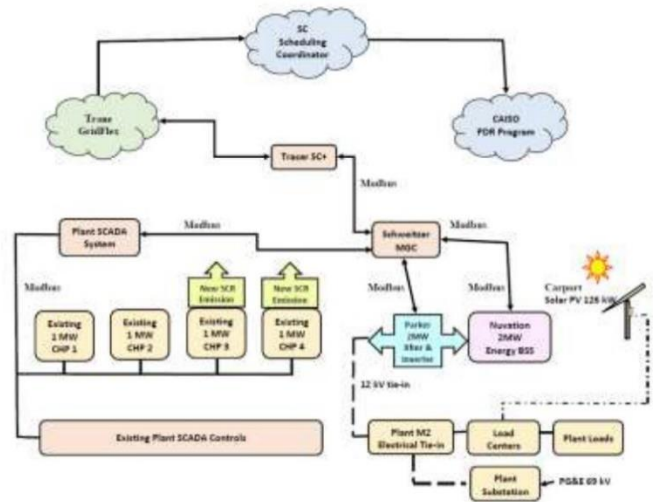 SC
Scheduling
Coordinator
Trane
GridFlex
CAISO
PDR Program
Tracer SC+
Modbus
Plant SCADA
System
Modbus
Schweitzer
MGC
Modbus
Modbus
New SCR
Emission
New SCR
Emission
Modbus
Carport
Solar PV 126 kW
Existing
1 MW
CHP 1
Existing
1 MW
CHP 2
Existing
1 MW
CHP 3
Existing
1 MW
CHP 4
Parker
2MW
Xfmr &
Inverter
Nuvation
2MW
Energy BSS
12 kV tie-in
Existing Plant SCADA Controls
Plant M2
Electrical Tie-in
Load
Centers
Plant Loads
Plant
Substation
PG&E 69 kV